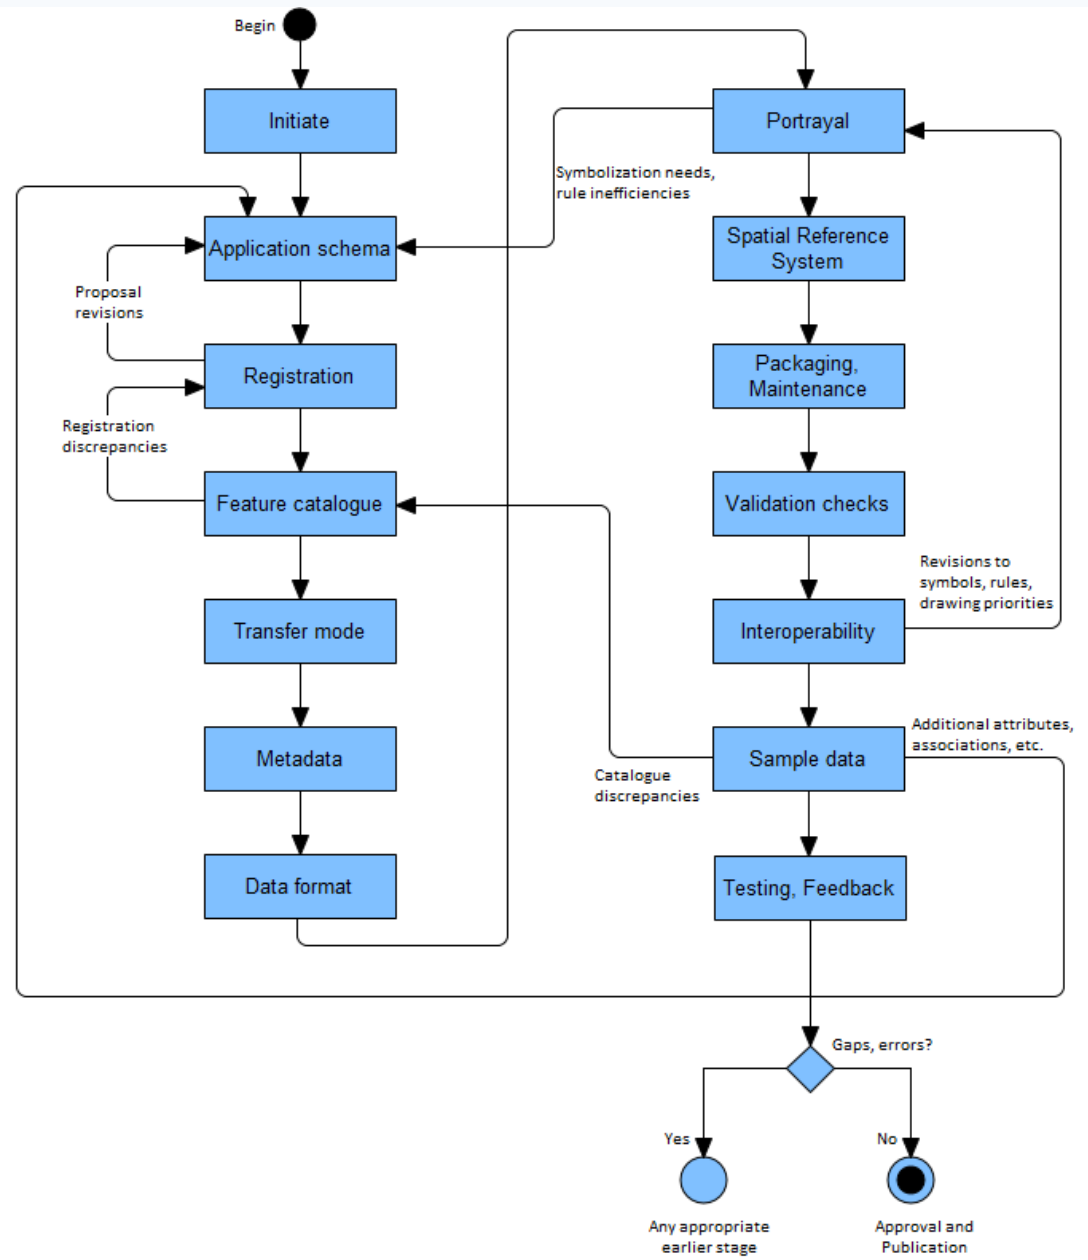 Begin
Initiate
Portrayal
Symbolization needs,
rule inefficiencies
Application schema
Spatial Reference
System
Proposal
revisions
Registration
Packaging,
Maintenance
Registration
discrepancies
Feature catalogue
Validation checks
Revisions to
symbols, rules,
drawing priorities
Transfer mode
Interoperability
Additional attributes,
associations, etc.
Metadata
Sample data
Catalogue
discrepancies
Data format
Testing, Feedback
Gaps, errors?
Yes
No
Any appropriate
earlier stage
Approval and
Publication